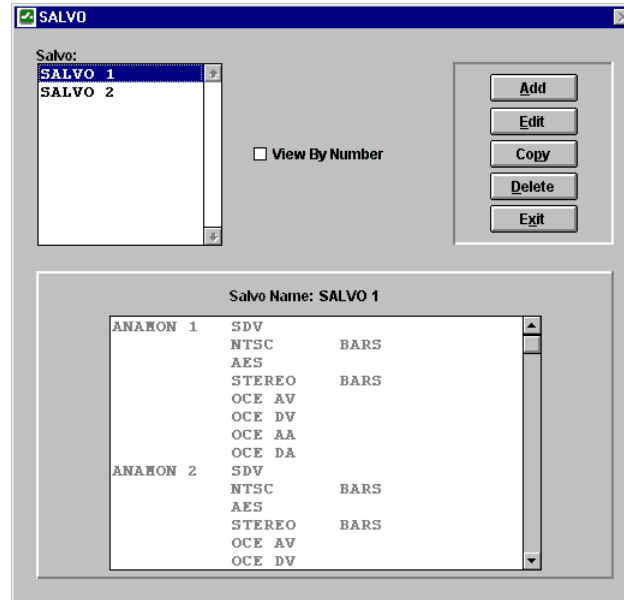 SALVO
Salvo:
SALVO 1
SALVO 2
View By Number
Add
Edit
Copy
Delete
Exit
Salvo Name: SALVO 1
ANAMON 1 SDV
NTSC BARS
AES
STEREO BARS
OCE AV
OCE DV
OCE AA
OCE DA
ANAMON 2 SDV
NTSC BARS
AES
STEREO BARS
OCE AV
OCE DV